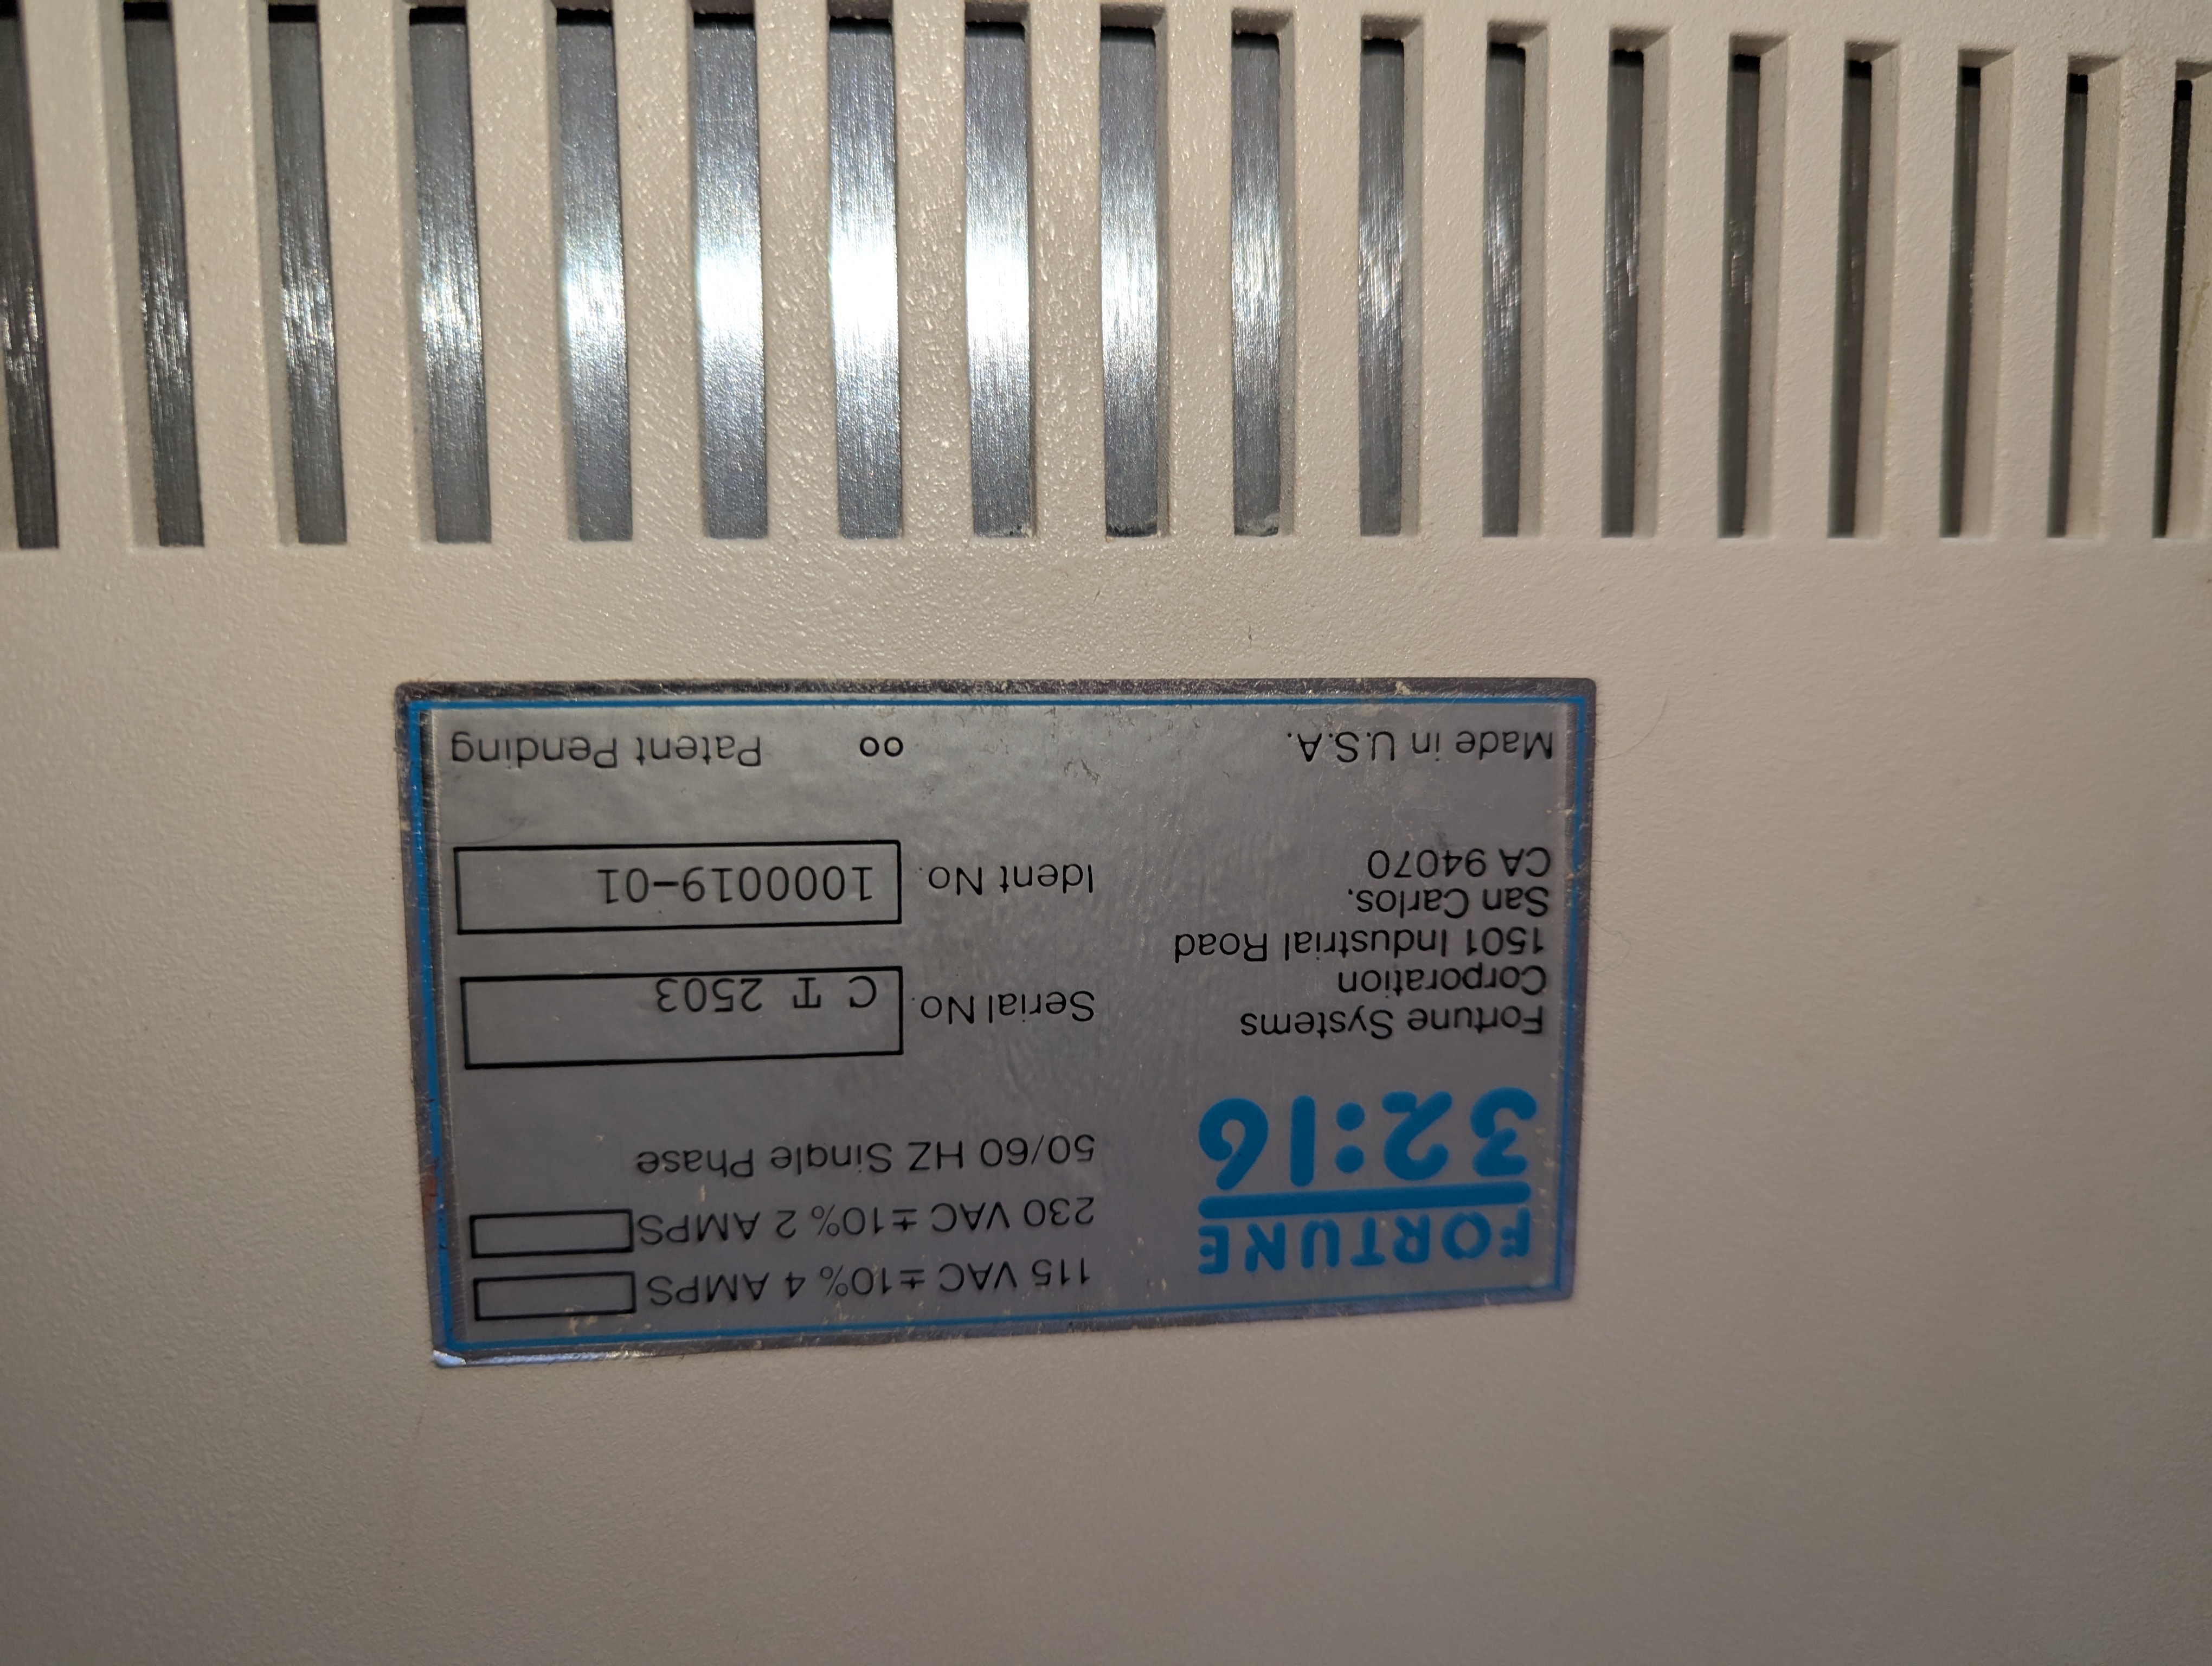 FORTUNE
32:16
Fortune Systems
Corporation
1501 Industrial Road
San Carlos.
CA 94070
Made in U.S.A.
115 VAC ±10% 4 AMPS
230 VAC ±10% 2 AMPS
50/60 HZ Single Phase
Serial No. C T 2503
Ident No. 1000019-01
oo Patent Pending